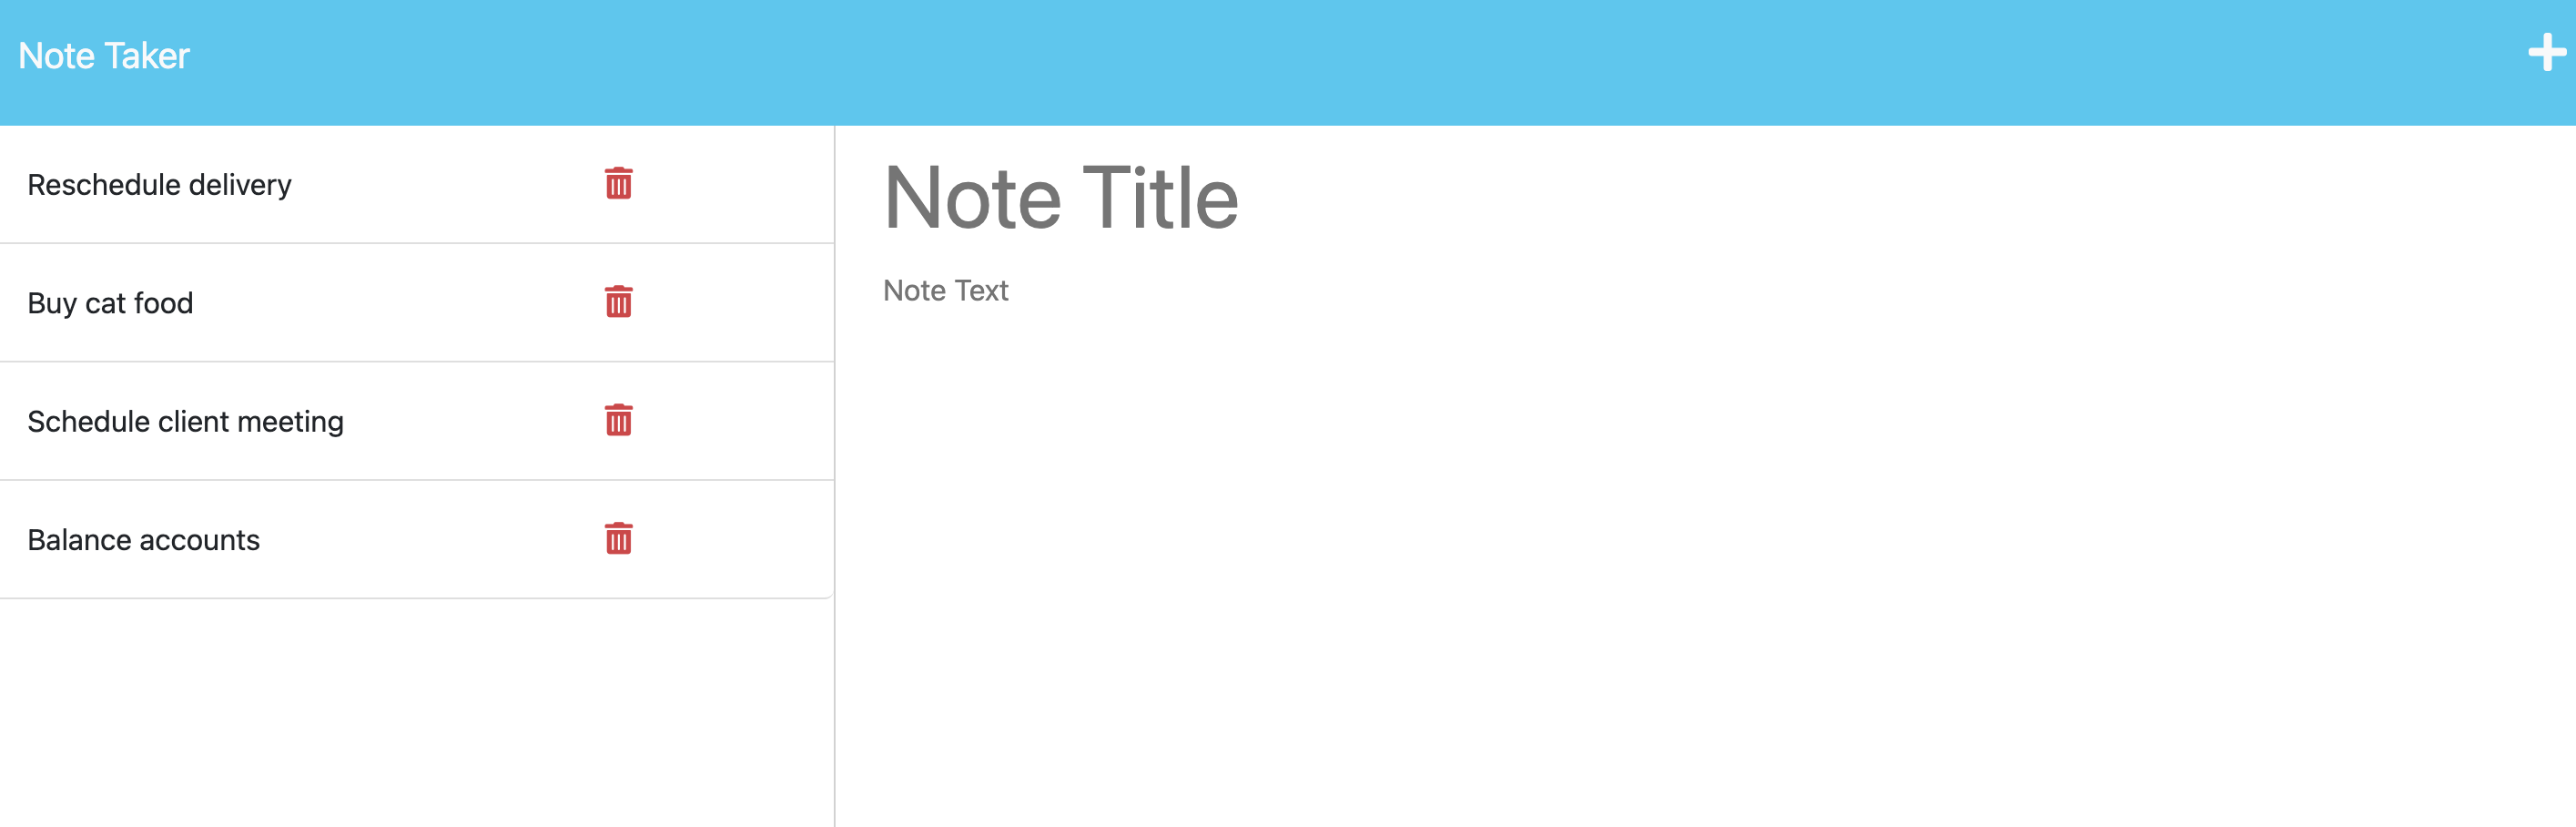 Note Taker
Reschedule delivery
Buy cat food
Schedule client meeting
Balance accounts
Note Title
Note Text